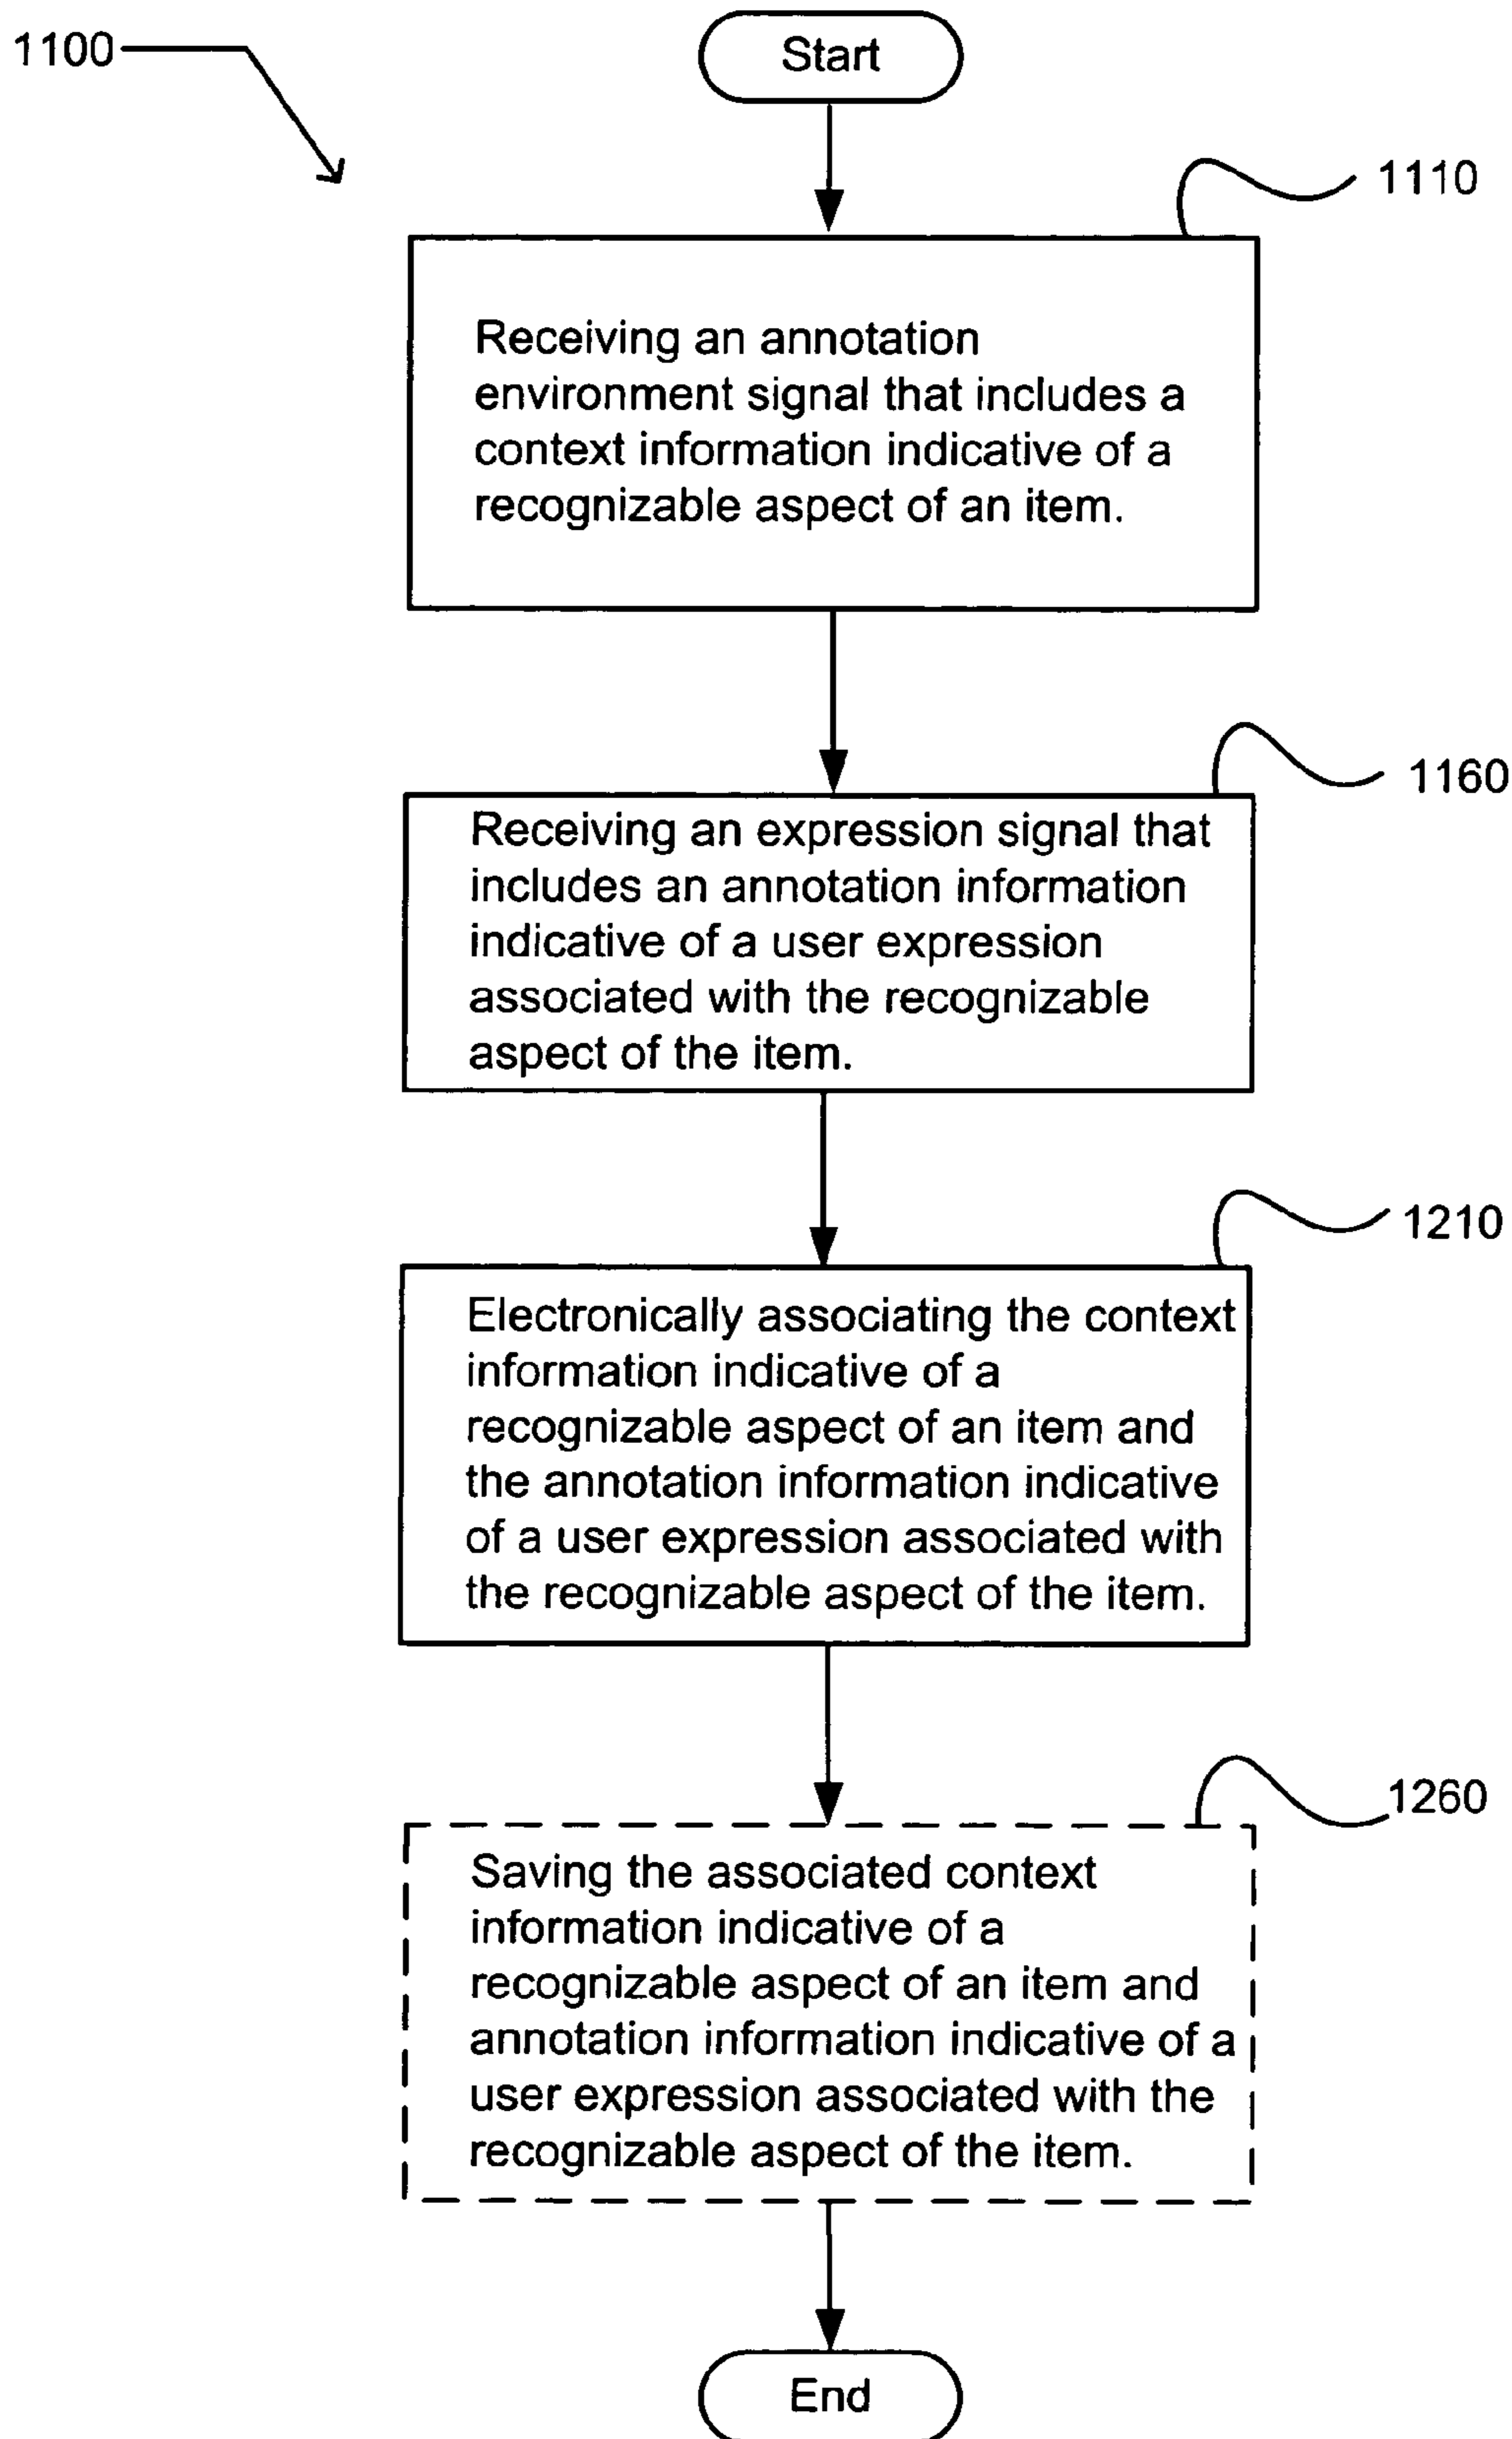 1100
Start
1110
Receiving an annotation
environment signal that includes a
context information indicative of a
recognizable aspect of an item.
1160
Receiving an expression signal that
includes an annotation information
indicative of a user expression
associated with the recognizable
aspect of the item.
1210
Electronically associating the context
information indicative of a
recognizable aspect of an item and
the annotation information indicative
of a user expression associated with
the recognizable aspect of the item.
1260
Saving the associated context
information indicative of a
recognizable aspect of an item and
annotation information indicative of a
user expression associated with the
recognizable aspect of the item.
End